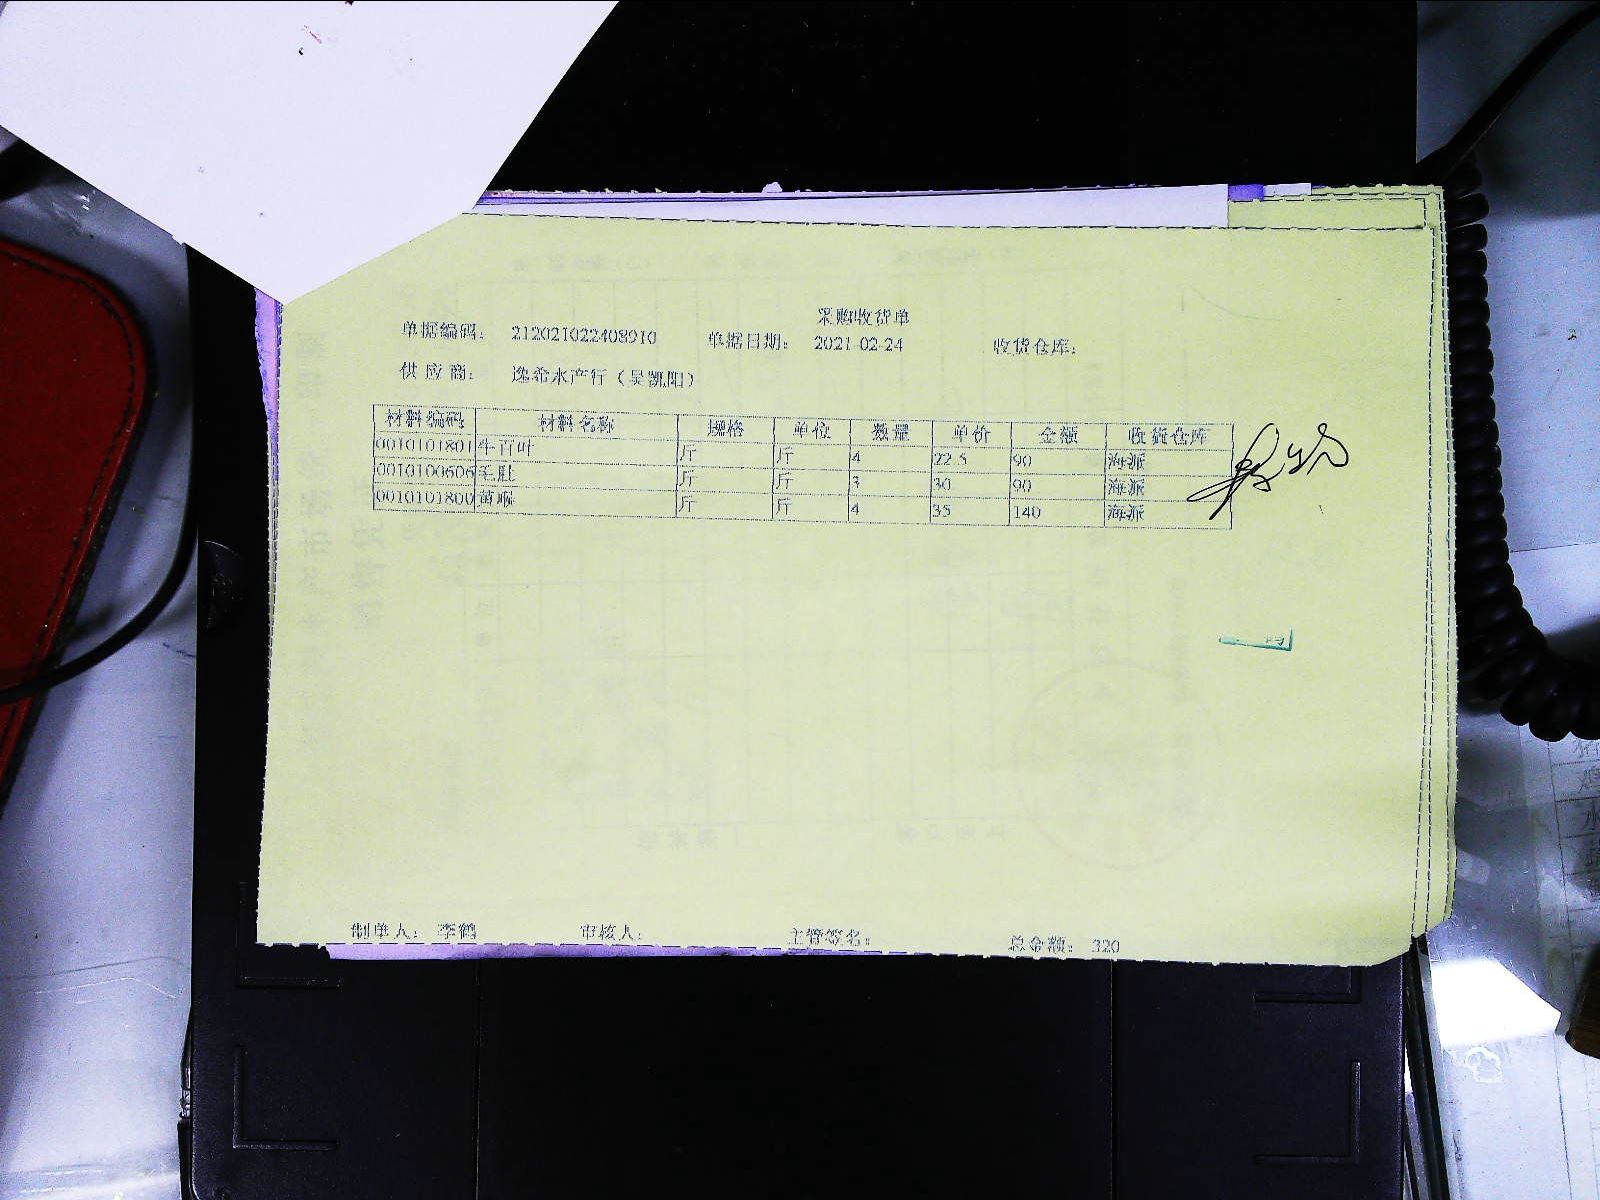 采购收货单
单据编码： 212021022408910 单据日期： 2021-02-24 收货仓库：
供应商： 逸希水产行（吴凯阳）
材料编码 材料名称 规格 单位 数量 单价 金额 收货仓库
0010101801 牛百叶 斤 斤 4 22.5 90 海派
0010100606 毛肚 斤 斤 3 30 90 海派
0010101800 黄喉 斤 斤 4 35 140 海派
制单人： 李鹤 审核人： 主管签名： 总金额： 320